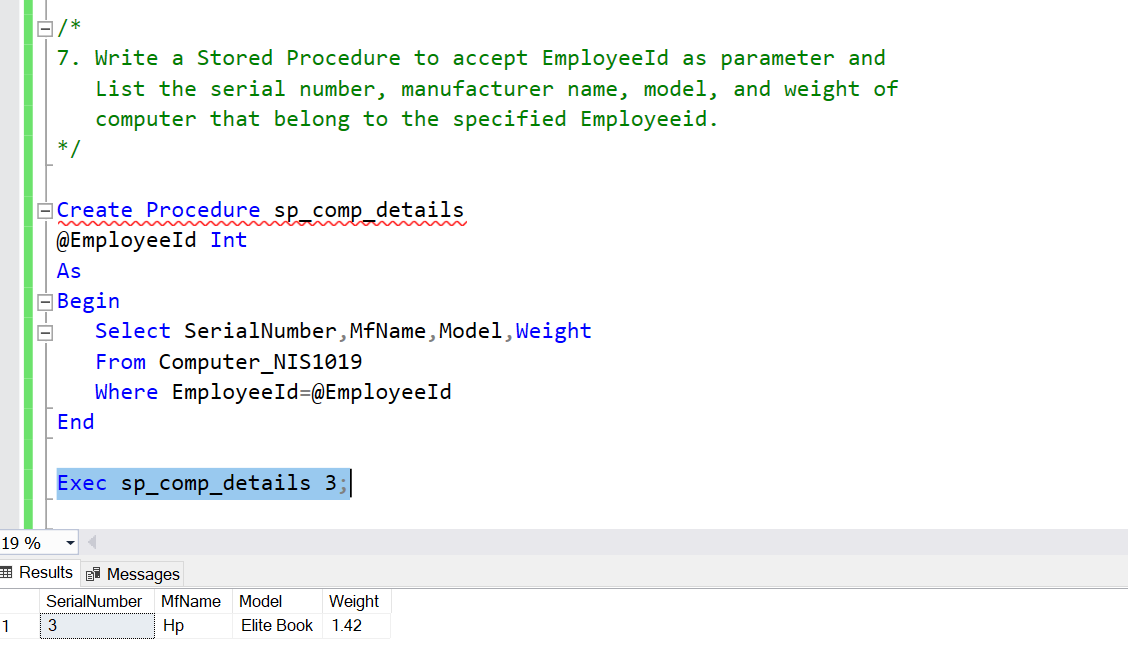 /*
7. Write a Stored Procedure to accept EmployeeId as parameter and
List the serial number, manufacturer name, model, and weight of
computer that belong to the specified Employeeid.
*/
Create Procedure sp_comp_details
@EmployeeId Int
As
Begin
Select SerialNumber,MfName,Model,Weight
From Computer_NIS1019
Where EmployeeId=@EmployeeId
End
Exec sp_comp_details 3;
19 %
Results Messages
SerialNumber MfName Model Weight
1 3 Hp Elite Book 1.42